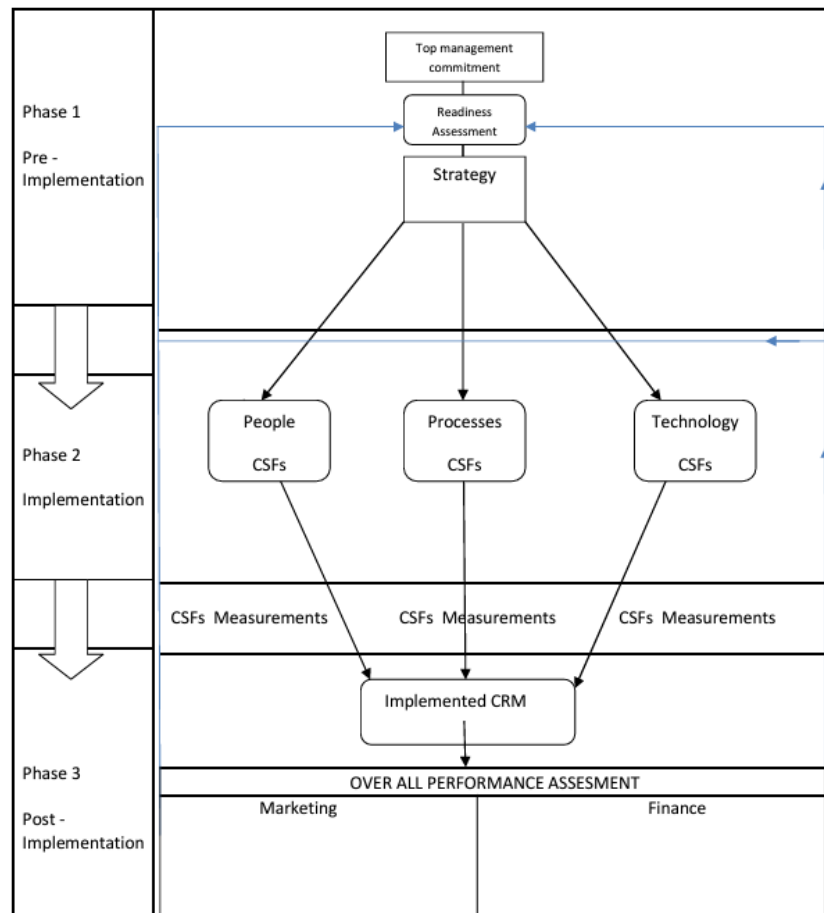 Top management
commitment
Readiness
Assessment
Strategy
Phase 1
Pre -
Implementation
People
CSFs
Processes
CSFs
Technology
CSFs
Phase 2
Implementation
CSFs Measurements
CSFs Measurements
CSFs Measurements
Implemented CRM
Phase 3
Post -
Implementation
OVER ALL PERFORMANCE ASSESMENT
Marketing
Finance